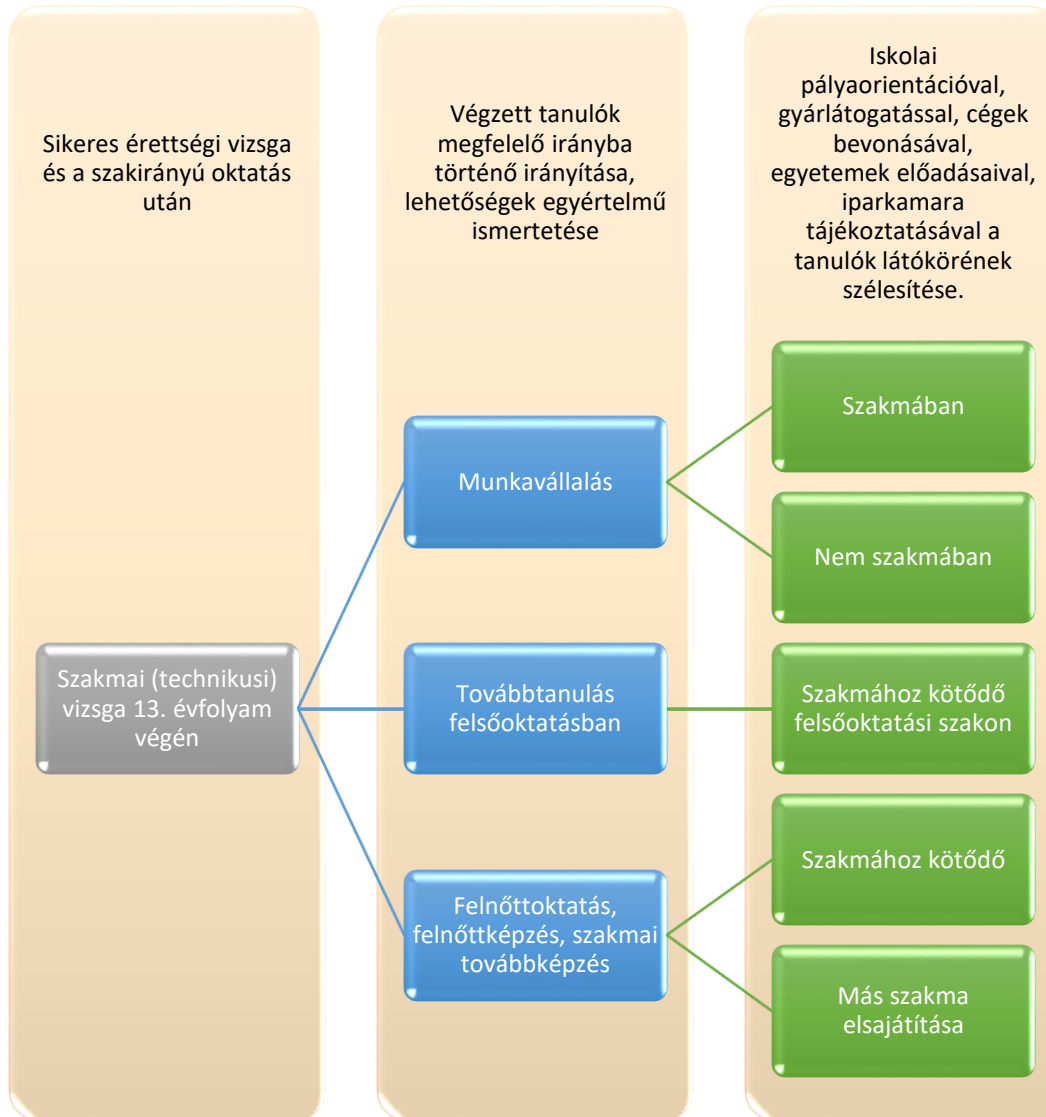 Sikeres érettségi vizsga
és a szakirányú oktatás
után
Végzett tanulók
megfelelő irányba
történő irányítása,
lehetőségek egyértelmű
ismertetése
Iskolai
pályaorientációval,
gyárlátogatással, cégek
bevonásával,
egyetemek előadásaival,
iparkamara
tájékoztatásával a
tanulók látókörének
szélesítése.
Szakmai (technikusi)
vizsga 13. évfolyam
végén
Munkavállalás
Szakmában
Nem szakmában
Továbbtanulás
felsőoktatásban
Szakmához kötődő
felsőoktatási szakon
Felnőttoktatás,
felnőttképzés, szakmai
továbbképzés
Szakmához kötődő
Más szakma
elsajátítása